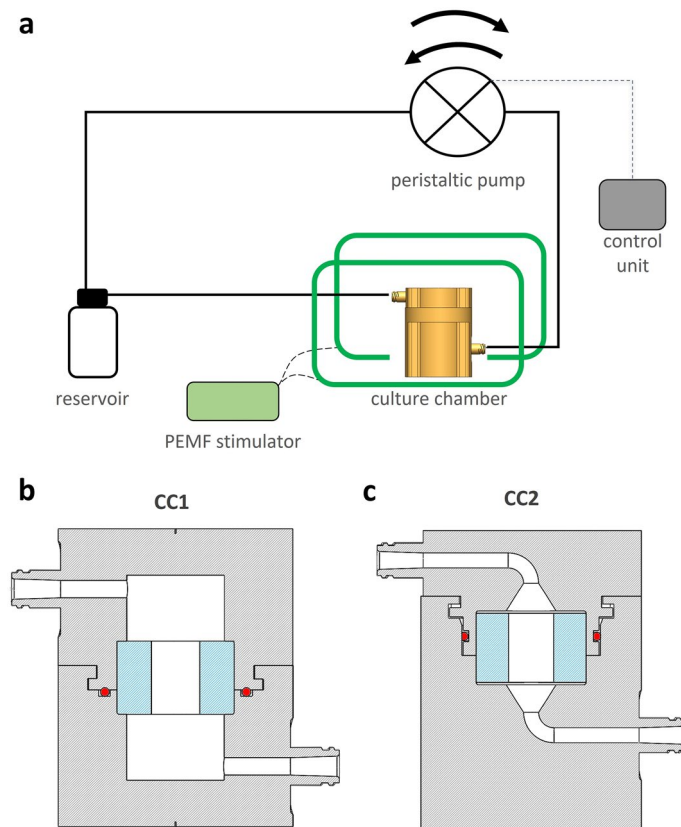 a
peristaltic pump
control
unit
reservoir
culture chamber
PEMF stimulator
b
CC1
c
CC2